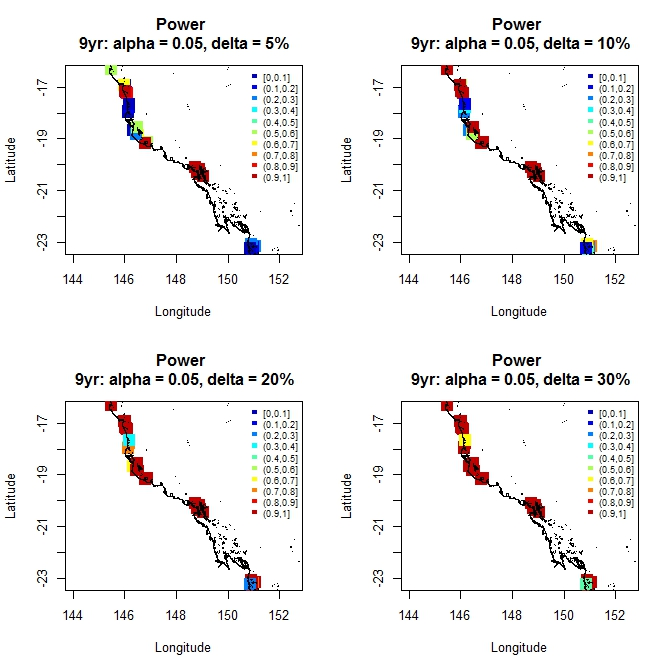 Power
9yr: alpha = 0.05, delta = 5%
Latitude
-17
-19
-21
-23
[0,0.1]
(0.1,0.2]
(0.2,0.3]
(0.3,0.4]
(0.4,0.5]
(0.5,0.6]
(0.6,0.7]
(0.7,0.8]
(0.8,0.9]
(0.9,1]
144 146 148 150 152
Longitude
Power
9yr: alpha = 0.05, delta = 10%
Latitude
-17
-19
-21
-23
[0,0.1]
(0.1,0.2]
(0.2,0.3]
(0.3,0.4]
(0.4,0.5]
(0.5,0.6]
(0.6,0.7]
(0.7,0.8]
(0.8,0.9]
(0.9,1]
144 146 148 150 152
Longitude
Power
9yr: alpha = 0.05, delta = 20%
Latitude
-17
-19
-21
-23
[0,0.1]
(0.1,0.2]
(0.2,0.3]
(0.3,0.4]
(0.4,0.5]
(0.5,0.6]
(0.6,0.7]
(0.7,0.8]
(0.8,0.9]
(0.9,1]
144 146 148 150 152
Longitude
Power
9yr: alpha = 0.05, delta = 30%
Latitude
-17
-19
-21
-23
[0,0.1]
(0.1,0.2]
(0.2,0.3]
(0.3,0.4]
(0.4,0.5]
(0.5,0.6]
(0.6,0.7]
(0.7,0.8]
(0.8,0.9]
(0.9,1]
144 146 148 150 152
Longitude